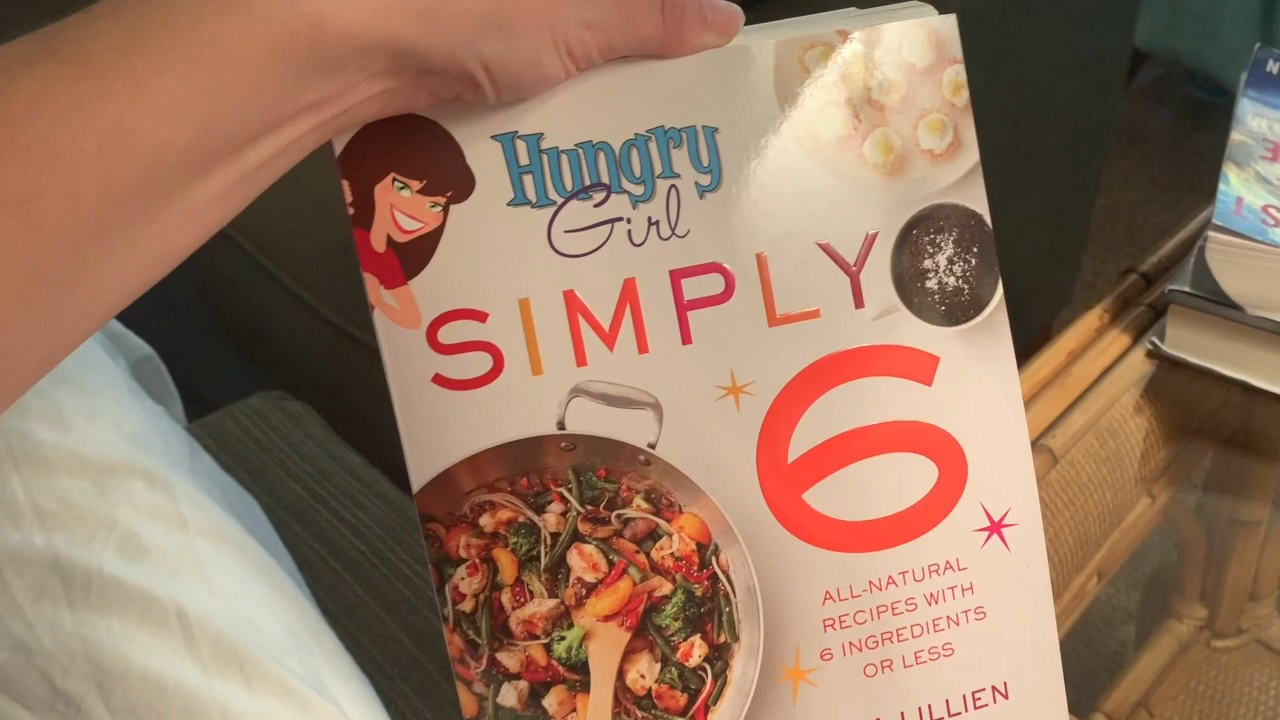 Hungry
Girl
SIMPLY
6
ALL-NATURAL
RECIPES WITH
6 INGREDIENTS
OR LESS
LILLIEN